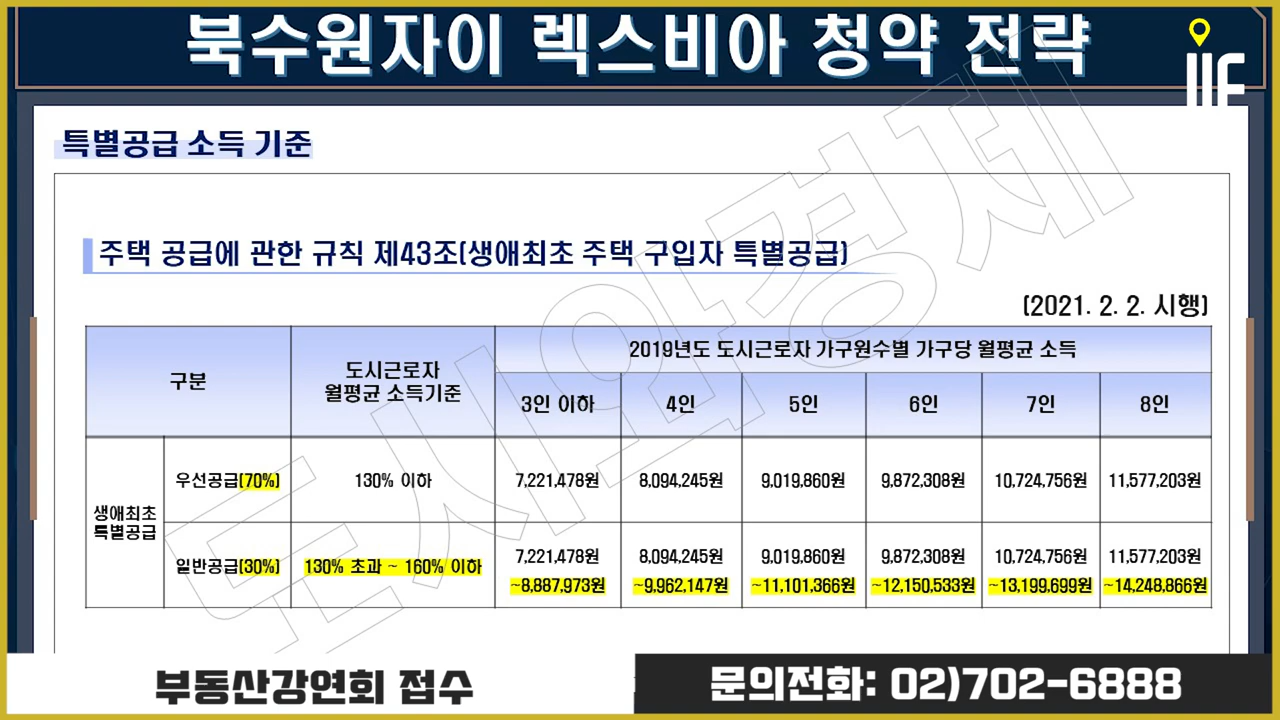 북수원자이 렉스비아 청약 전략
IIF
특별공급 소득 기준
주택 공급에 관한 규칙 제43조(생애최초 주택 구입자 특별공급)
(2021. 2. 2. 시행)
구분
도시근로자
월평균 소득기준
2019년도 도시근로자 가구원수별 가구당 월평균 소득
3인 이하 4인 5인 6인 7인 8인
생애최초
특별공급
우선공급(70%) 130% 이하 7,221,478원 8,094,245원 9,019,860원 9,872,308원 10,724,756원 11,577,203원
일반공급(30%) 130% 초과 ~ 160% 이하 7,221,478원 8,094,245원 9,019,860원 9,872,308원 10,724,756원 11,577,203원
~8,887,973원 ~9,962,147원 ~11,101,366원 ~12,150,533원 ~13,199,699원 ~14,248,866원
도시와경제
부동산강연회 접수
문의전화: 02)702-6888